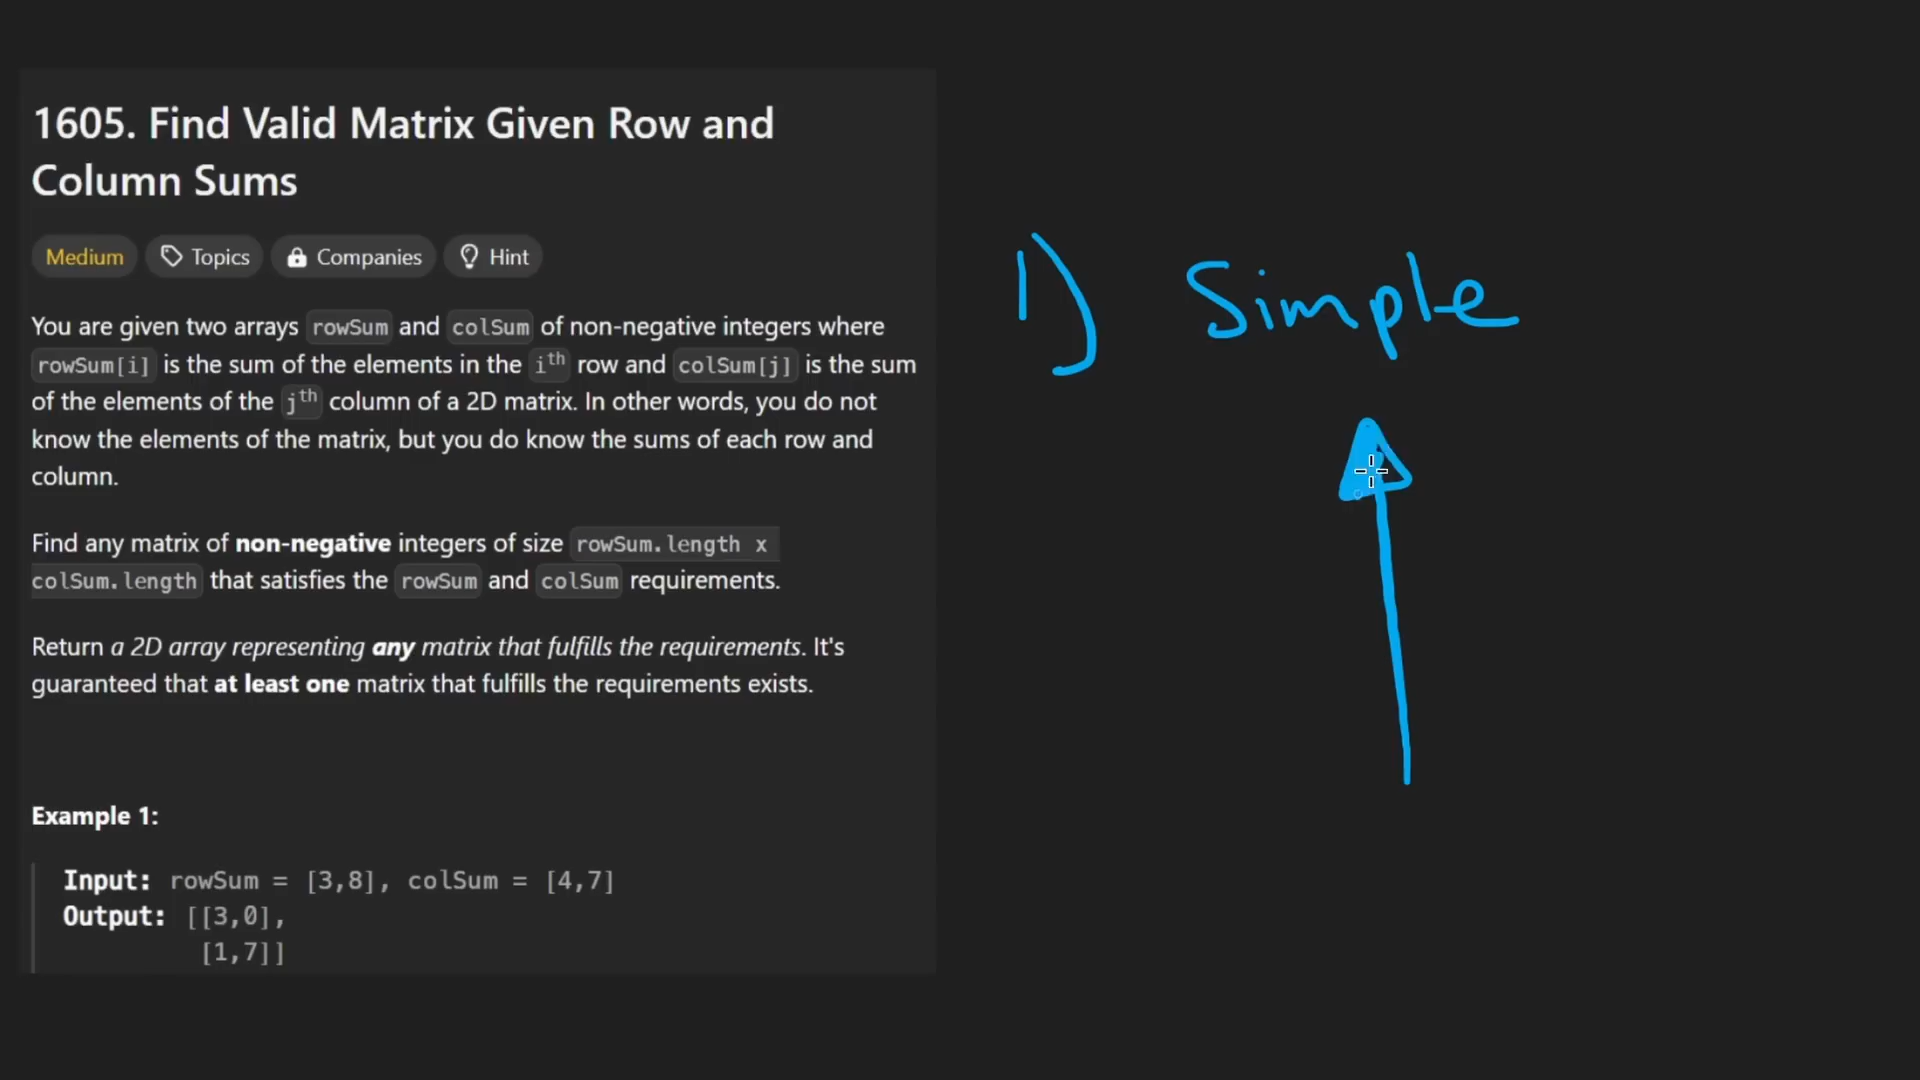 1605. Find Valid Matrix Given Row and
Column Sums
Medium Topics Companies Hint
You are given two arrays rowSum and colSum of non-negative integers where
rowSum[i] is the sum of the elements in the ith row and colSum[j] is the sum
of the elements of the jth column of a 2D matrix. In other words, you do not
know the elements of the matrix, but you do know the sums of each row and
column.
Find any matrix of non-negative integers of size rowSum.length x
colSum.length that satisfies the rowSum and colSum requirements.
Return a 2D array representing any matrix that fulfills the requirements. It's
guaranteed that at least one matrix that fulfills the requirements exists.
Example 1:
Input: rowSum = [3,8], colSum = [4,7]
Output: [[3,0],
[1,7]]
1) Simple